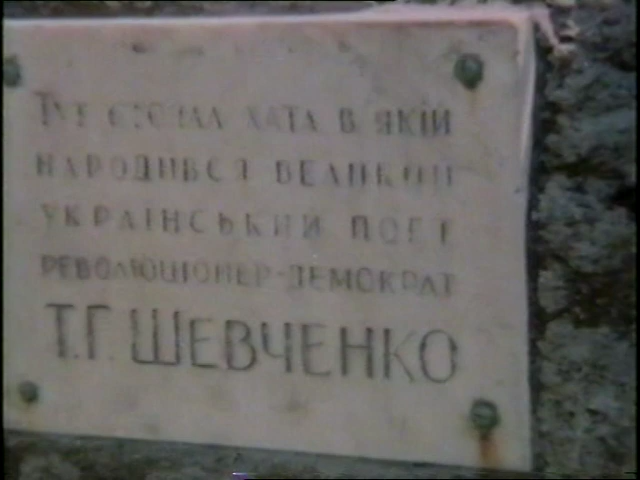 ТУТ СТОЯЛА ХАТА В ЯКІЙ
НАРОДИВСЯ ВЕЛИКИЙ
УКРАЇНСЬКИЙ ПОЕТ
РЕВОЛЮЦІОНЕР-ДЕМОКРАТ
Т.Г. ШЕВЧЕНКО